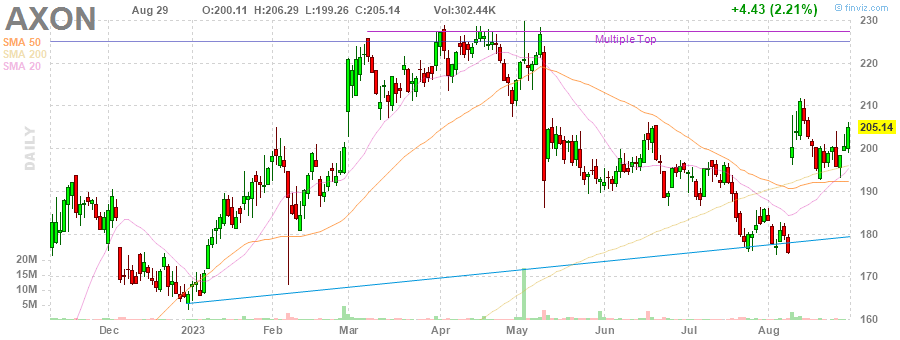 AXON Aug 29 O:200.11 H:206.29 L:199.26 C:205.14 Vol:302.44K +4.43 (2.21%)
© finviz.com
SMA 50
SMA 200
SMA 20
Multiple Top
DAILY
230
220
210
205.14
200
190
180
170
160
20M
15M
10M
5M
Dec 2023 Feb Mar Apr May Jun Jul Aug